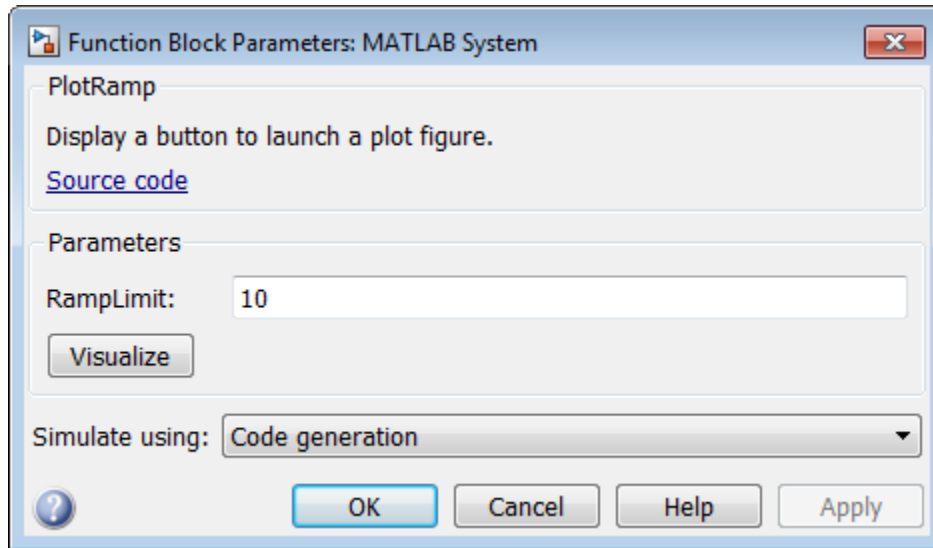 Function Block Parameters: MATLAB System
PlotRamp
Display a button to launch a plot figure.
Source code
Parameters
RampLimit: 10
Visualize
Simulate using: Code generation
? OK Cancel Help Apply